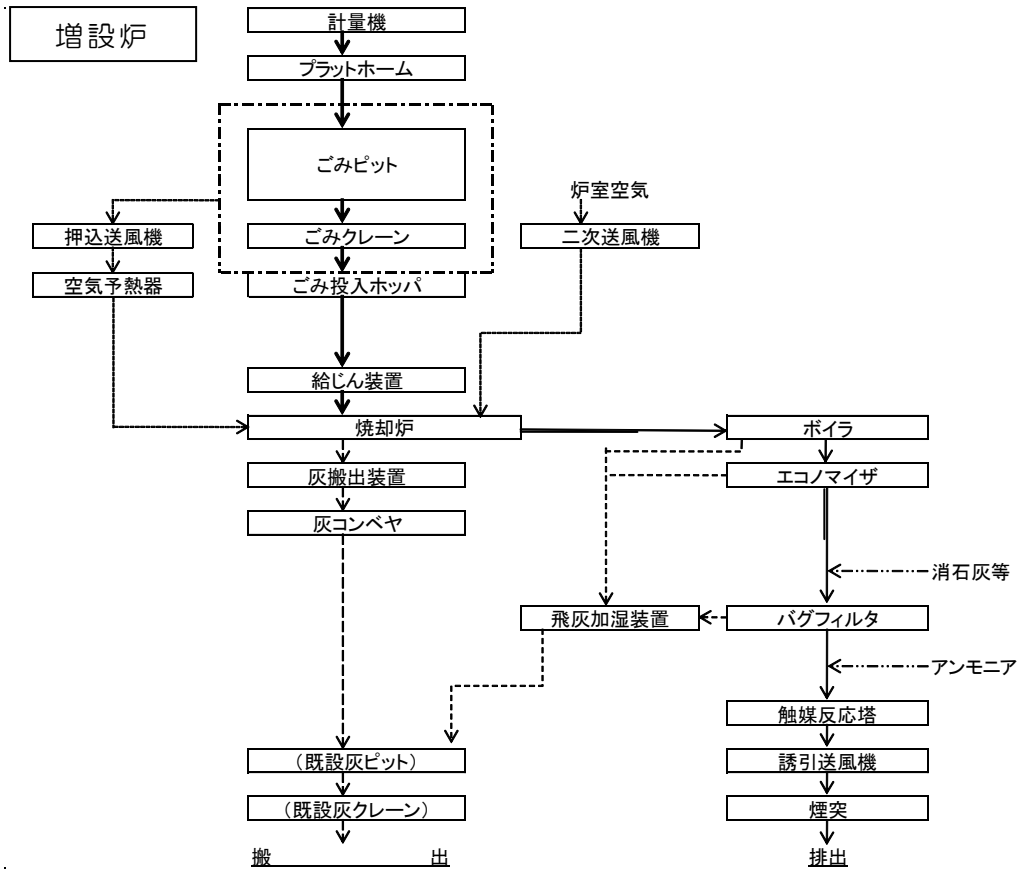 増設炉
計量機
プラットホーム
ごみピット
炉室空気
押込送風機
ごみクレーン
二次送風機
空気予熱器
ごみ投入ホッパ
給じん装置
焼却炉
ボイラ
灰搬出装置
エコノマイザ
灰コンベヤ
消石灰等
飛灰加湿装置
バグフィルタ
アンモニア
触媒反応塔
(既設灰ピット)
誘引送風機
(既設灰クレーン)
煙突
搬 出
排出